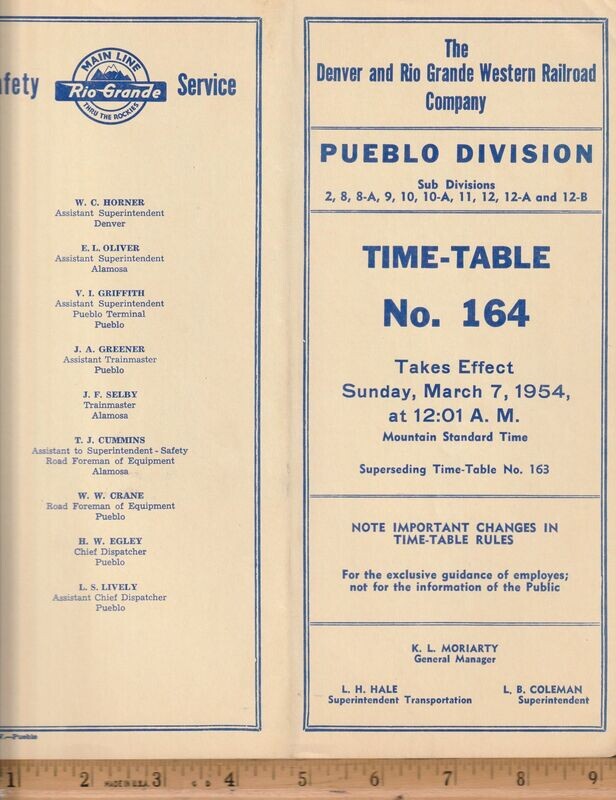 Safety
MAIN LINE
Rio Grande
THRU THE ROCKIES
Service
W. C. HORNER
Assistant Superintendent
Denver
E. L. OLIVER
Assistant Superintendent
Alamosa
V. I. GRIFFITH
Assistant Superintendent
Pueblo Terminal
Pueblo
J. A. GREENER
Assistant Trainmaster
Pueblo
J. F. SELBY
Trainmaster
Alamosa
T. J. CUMMINS
Assistant to Superintendent - Safety
Road Foreman of Equipment
Alamosa
W. W. CRANE
Road Foreman of Equipment
Pueblo
H. W. EGLEY
Chief Dispatcher
Pueblo
L. S. LIVELY
Assistant Chief Dispatcher
Pueblo
—Pueblo
The
Denver and Rio Grande Western Railroad
Company
PUEBLO DIVISION
Sub Divisions
2, 8, 8-A, 9, 10, 10-A, 11, 12, 12-A and 12-B
TIME-TABLE
No. 164
Takes Effect
Sunday, March 7, 1954,
at 12:01 A. M.
Mountain Standard Time
Superseding Time-Table No. 163
NOTE IMPORTANT CHANGES IN
TIME-TABLE RULES
For the exclusive guidance of employes;
not for the information of the Public
K. L. MORIARTY
General Manager
L. H. HALE
Superintendent Transportation
L. B. COLEMAN
Superintendent
1 2 3 4 5 6 7 8 9
MADE IN U.S.A.